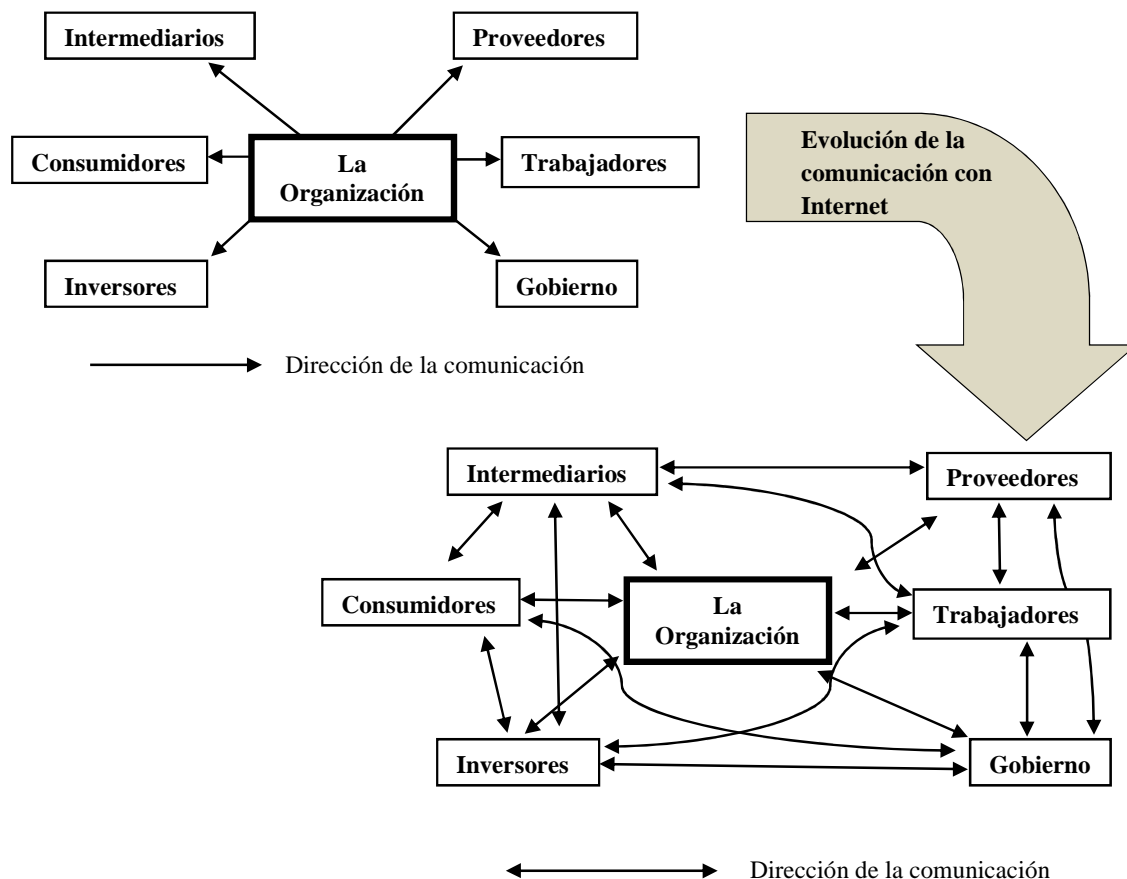 Intermediarios
Proveedores
Consumidores
La
Organización
Trabajadores
Inversores
Gobierno
Dirección de la comunicación
Evolución de la
comunicación con
Internet
Intermediarios
Proveedores
Consumidores
La
Organización
Trabajadores
Inversores
Gobierno
Dirección de la comunicación